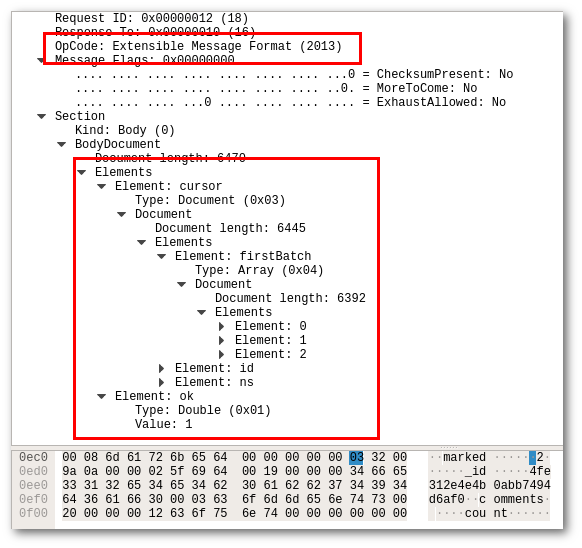 Request ID: 0x00000012 (18)
Response To: 0x00000010 (16)
OpCode: Extensible Message Format (2013)
Message Flags: 0x00000000
.... .... .... .... .... .... .... ...0 = ChecksumPresent: No
.... .... .... .... .... .... .... ..0. = MoreToCome: No
.... .... .... ...0 .... .... .... .... = ExhaustAllowed: No
Section
Kind: Body (0)
BodyDocument
Document length: 6479
Elements
Element: cursor
Type: Document (0x03)
Document
Document length: 6445
Elements
Element: firstBatch
Type: Array (0x04)
Document
Document length: 6392
Elements
Element: 0
Element: 1
Element: 2
Element: id
Element: ns
Element: ok
Type: Double (0x01)
Value: 1
0ec0 00 08 6d 61 72 6b 65 64 00 00 00 00 00 03 32 00 ··marked ·····2·
0ed0 9a 0a 00 00 02 5f 69 64 00 19 00 00 00 34 66 65 ·····_id ·····4fe
0ee0 33 31 32 65 34 65 34 62 30 61 62 62 37 34 39 34 312e4e4b 0abb7494
0ef0 64 36 61 66 30 00 03 63 6f 6d 6d 65 6e 74 73 00 d6af0··c omments·
0f00 20 00 00 00 12 63 6f 75 6e 74 00 00 00 00 00 00 ····cou nt······